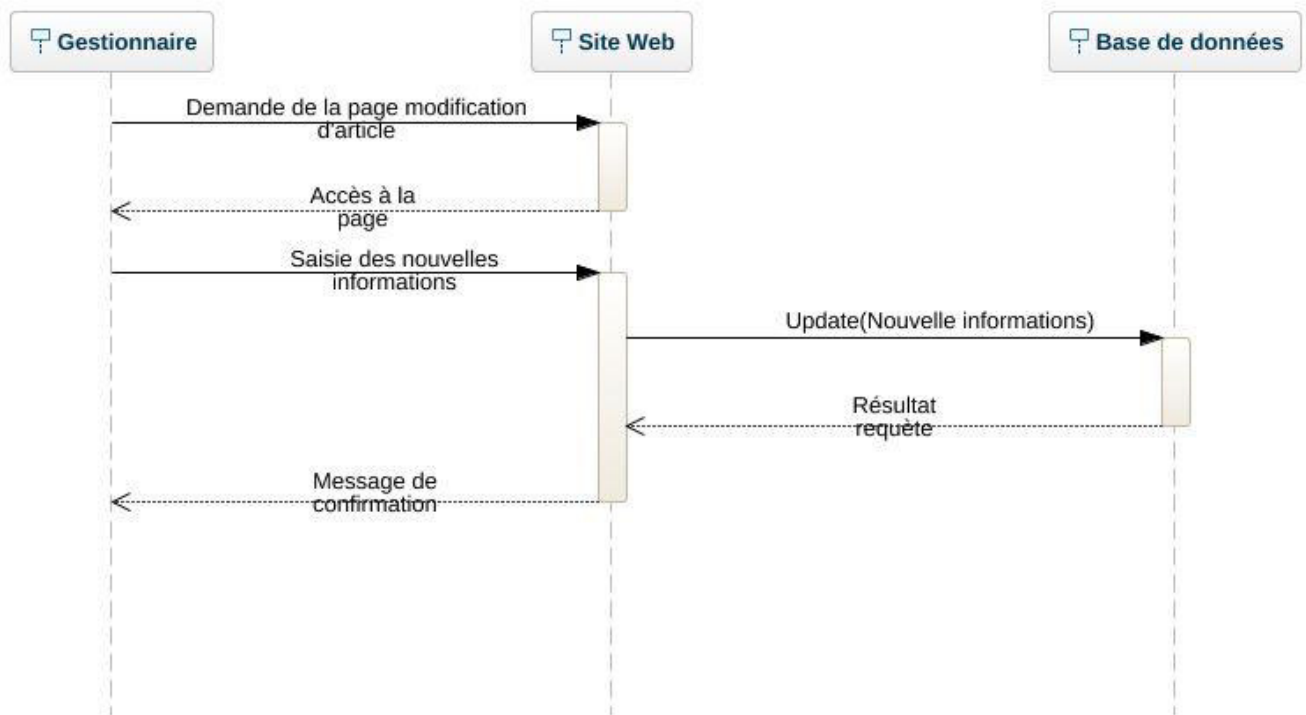 Gestionnaire
Site Web
Base de données
Demande de la page modification
d'article
Accès à la
page
Saisie des nouvelles
informations
Update(Nouvelle informations)
Résultat
requète
Message de
confirmation